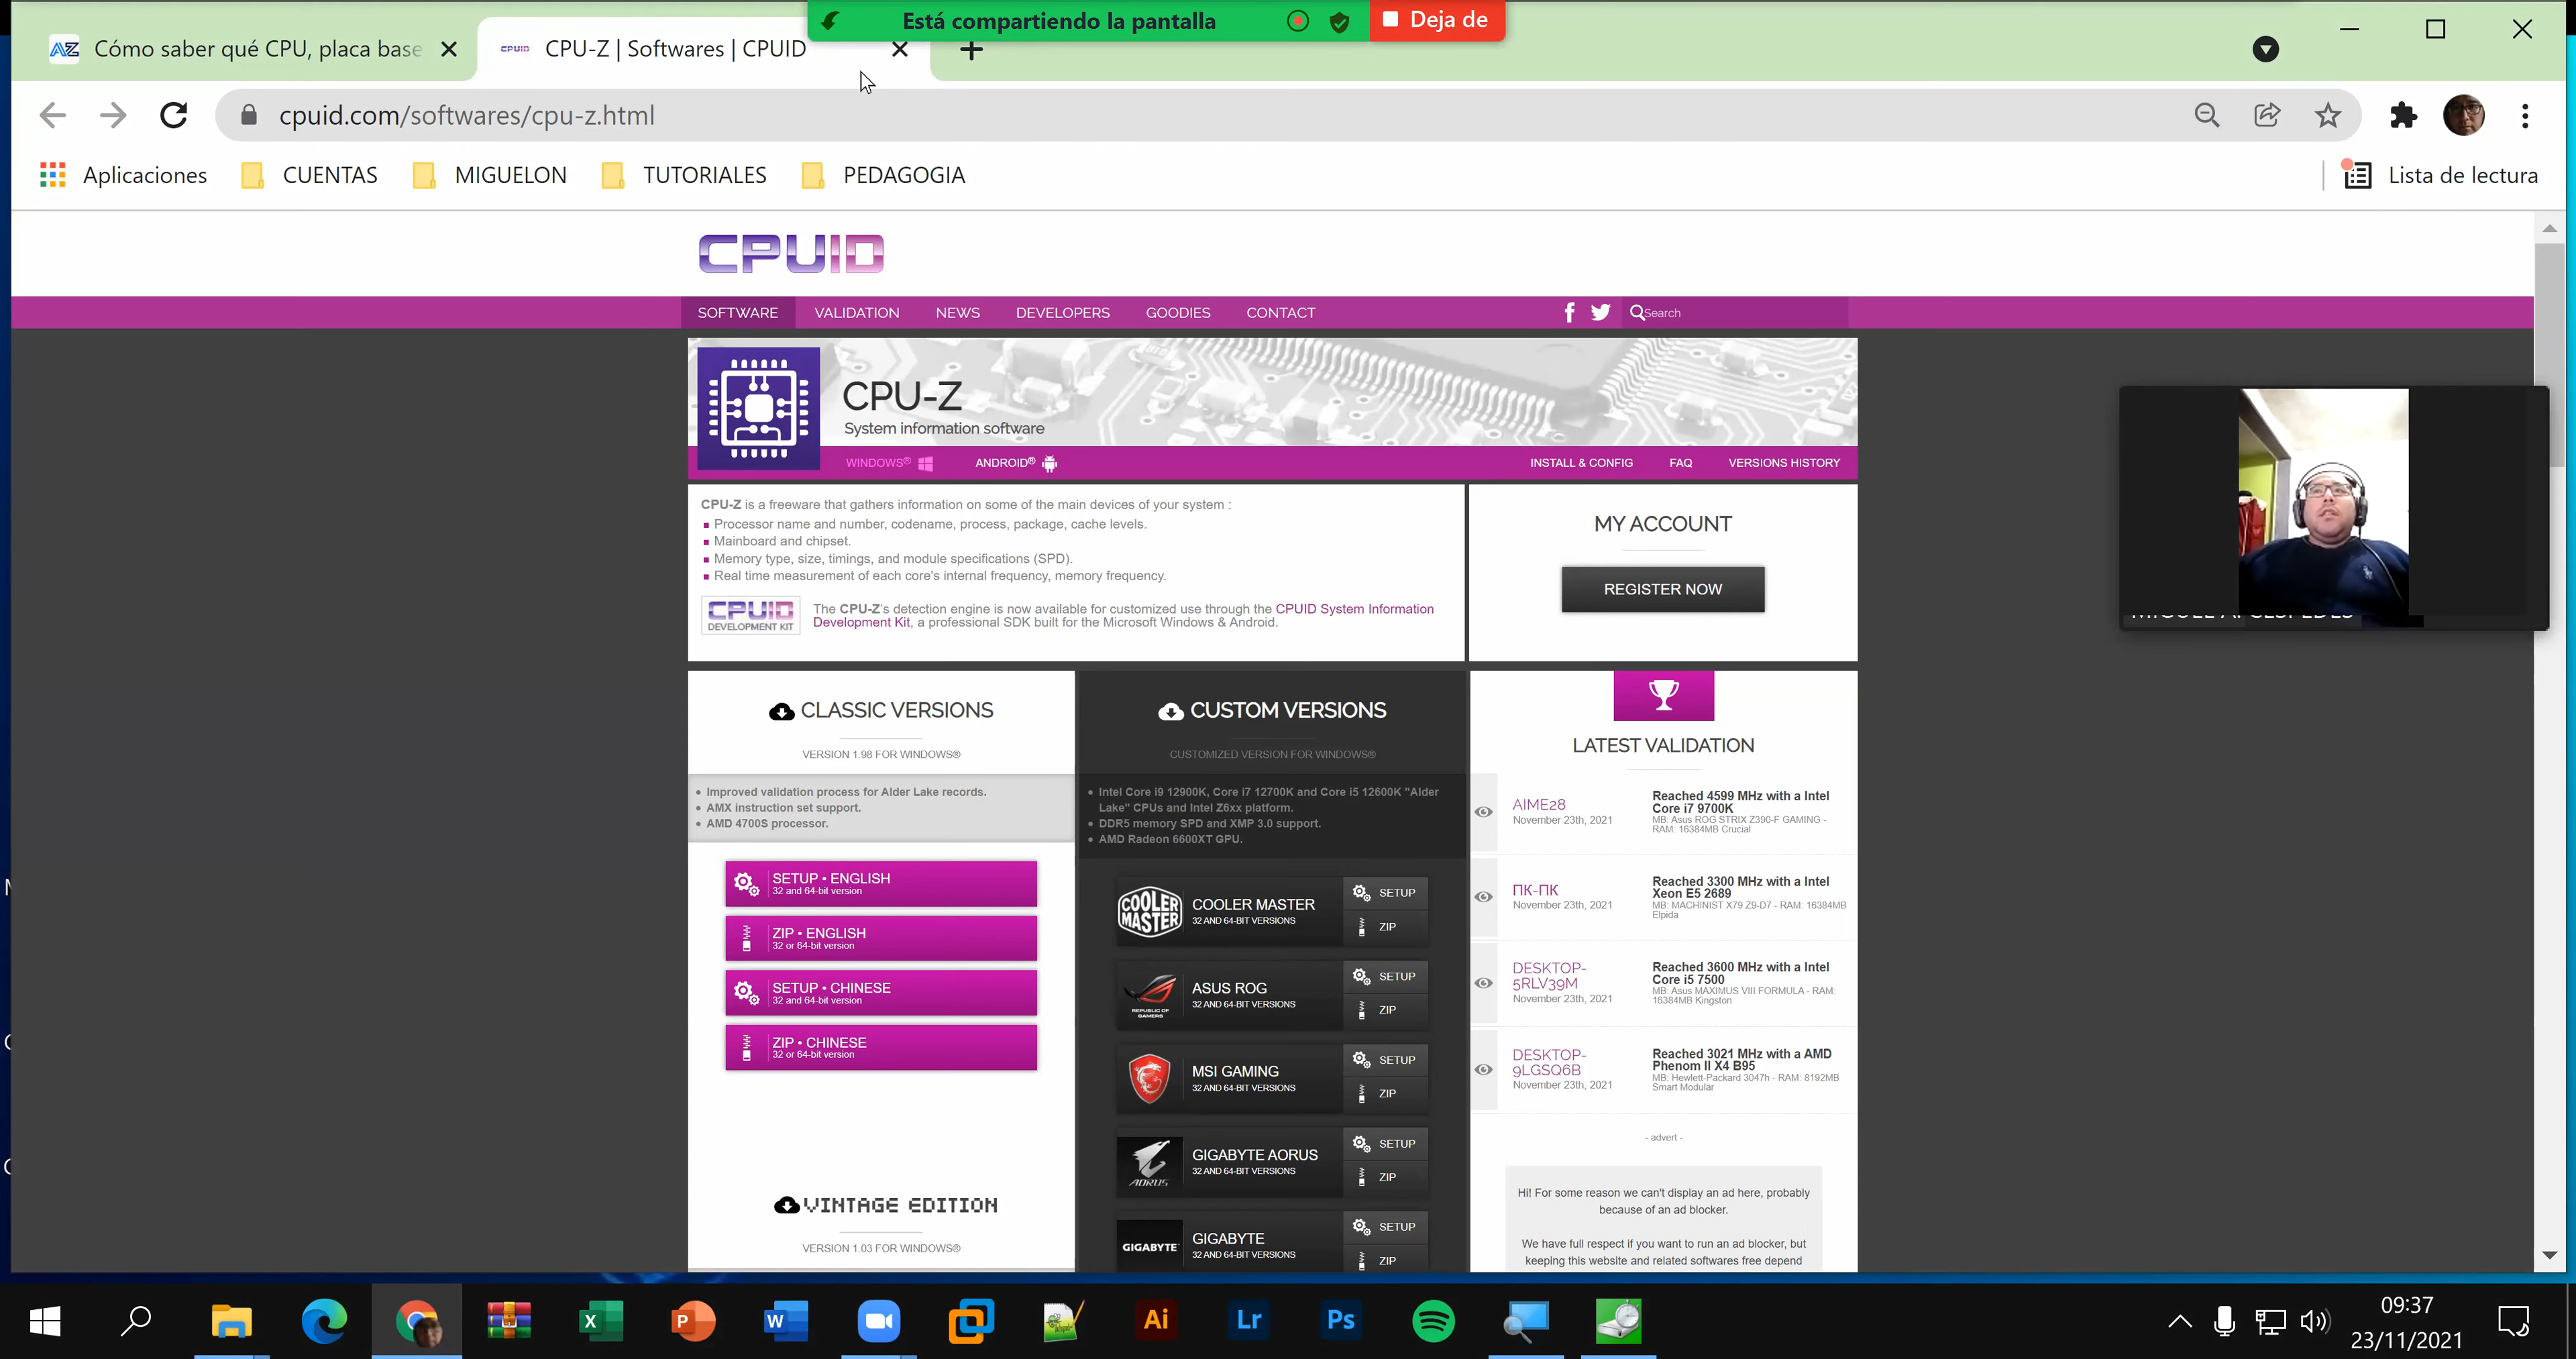 Está compartiendo la pantalla
Deja de
Cómo saber qué CPU, placa base
CPU-Z | Softwares | CPUID
cpuid.com/softwares/cpu-z.html
Aplicaciones
CUENTAS
MIGUELON
TUTORIALES
PEDAGOGIA
Lista de lectura
CPUID
SOFTWARE
VALIDATION
NEWS
DEVELOPERS
GOODIES
CONTACT
Search
CPU-Z
System information software
WINDOWS®
ANDROID®
INSTALL & CONFIG
FAQ
VERSIONS HISTORY
CPU-Z is a freeware that gathers information on some of the main devices of your system :
Processor name and number, codename, process, package, cache levels.
Mainboard and chipset.
Memory type, size, timings, and module specifications (SPD).
Real time measurement of each core's internal frequency, memory frequency.
CPUID
DEVELOPMENT KIT
The CPU-Z's detection engine is now available for customized use through the CPUID System Information
Development Kit, a professional SDK built for the Microsoft Windows & Android.
MY ACCOUNT
REGISTER NOW
CLASSIC VERSIONS
VERSION 1.98 FOR WINDOWS®
• Improved validation process for Alder Lake records.
• AMX instruction set support.
• AMD 4700S processor.
SETUP • ENGLISH
32 and 64-bit version
ZIP • ENGLISH
32 or 64-bit version
SETUP • CHINESE
32 and 64-bit version
ZIP • CHINESE
32 or 64-bit version
VINTAGE EDITION
VERSION 1.03 FOR WINDOWS®
CUSTOM VERSIONS
CUSTOMIZED VERSION FOR WINDOWS®
• Intel Core i9 12900K, Core i7 12700K and Core i5 12600K "Alder
Lake" CPUs and Intel Z6xx platform.
• DDR5 memory SPD and XMP 3.0 support.
• AMD Radeon 6600XT GPU.
COOLER
MASTER
COOLER MASTER
32 AND 64-BIT VERSIONS
SETUP
ZIP
REPUBLIC OF
GAMERS
ASUS ROG
32 AND 64-BIT VERSIONS
SETUP
ZIP
MSI GAMING
32 AND 64-BIT VERSIONS
SETUP
ZIP
AORUS
GIGABYTE AORUS
32 AND 64-BIT VERSIONS
SETUP
ZIP
GIGABYTE
GIGABYTE
32 AND 64-BIT VERSIONS
SETUP
ZIP
LATEST VALIDATION
AIME28
November 23th, 2021
Reached 4599 MHz with a Intel
Core i7 9700K
MB: Asus ROG STRIX Z390-F GAMING -
RAM: 16384MB Crucial
ПК-ПК
November 23th, 2021
Reached 3300 MHz with a Intel
Xeon E5 2689
MB: MACHINIST X79 Z9-D7 - RAM: 16384MB
Elpida
DESKTOP-
5RLV39M
November 23th, 2021
Reached 3600 MHz with a Intel
Core i5 7500
MB: Asus MAXIMUS VIII FORMULA - RAM:
16384MB Kingston
DESKTOP-
9LGSQ6B
November 23th, 2021
Reached 3021 MHz with a AMD
Phenom II X4 B95
MB: Hewlett-Packard 3047h - RAM: 8192MB
Smart Modular
- advert -
Hi! For some reason we can't display an ad here, probably
because of an ad blocker.
We have full respect if you want to run an ad blocker, but
keeping this website and related softwares free depend
09:37
23/11/2021